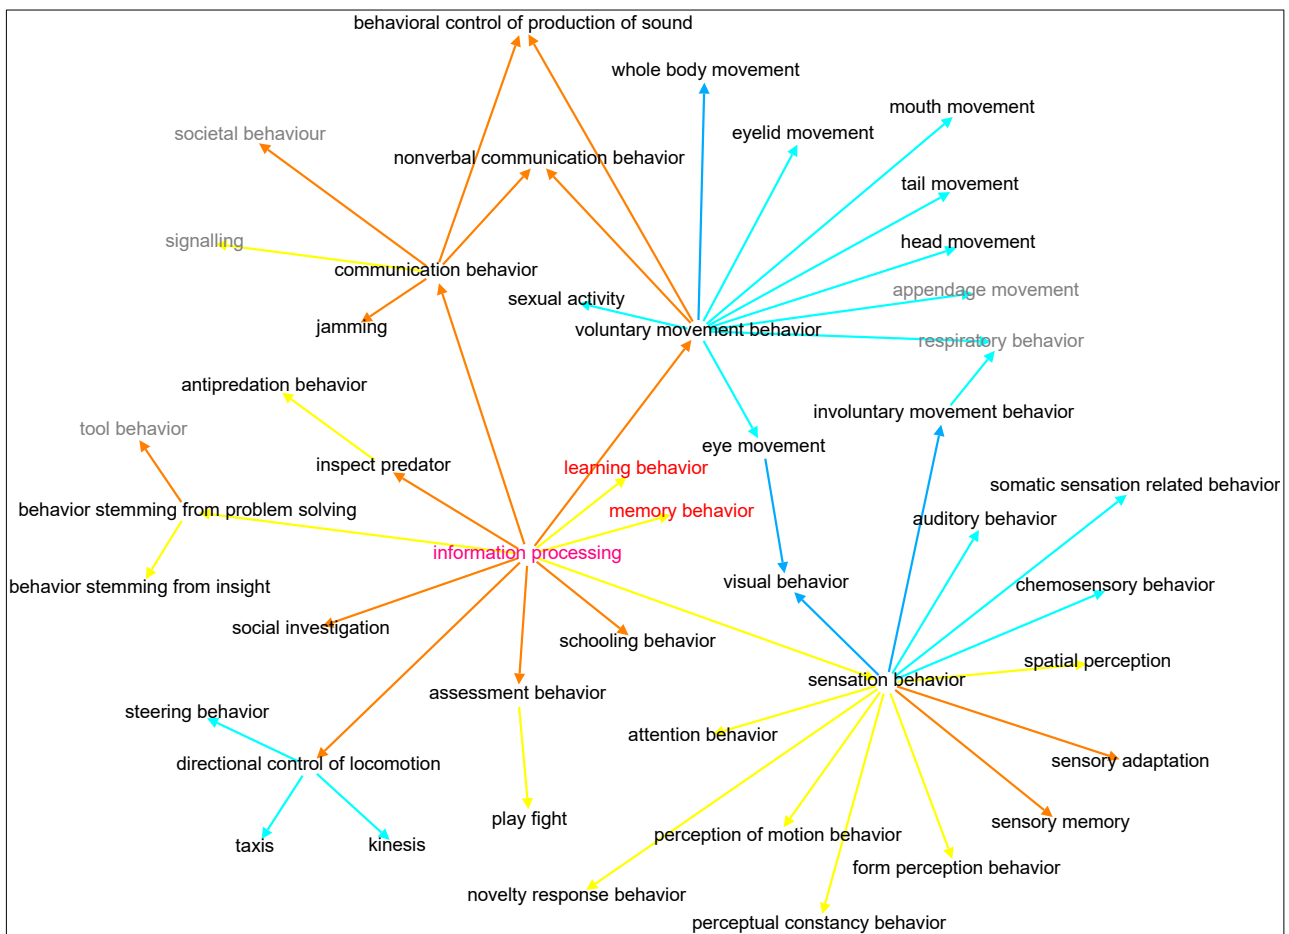 behavioral control of production of sound
whole body movement
mouth movement
societal behaviour
eyelid movement
nonverbal communication behavior
tail movement
signalling
head movement
communication behavior
appendage movement
sexual activity
jamming
voluntary movement behavior
respiratory behavior
antipredation behavior
involuntary movement behavior
tool behavior
eye movement
inspect predator
learning behavior
somatic sensation related behavior
behavior stemming from problem solving
memory behavior
auditory behavior
information processing
behavior stemming from insight
visual behavior
chemosensory behavior
social investigation
schooling behavior
spatial perception
sensation behavior
assessment behavior
steering behavior
attention behavior
directional control of locomotion
sensory adaptation
play fight
sensory memory
perception of motion behavior
taxis
kinesis
form perception behavior
novelty response behavior
perceptual constancy behavior